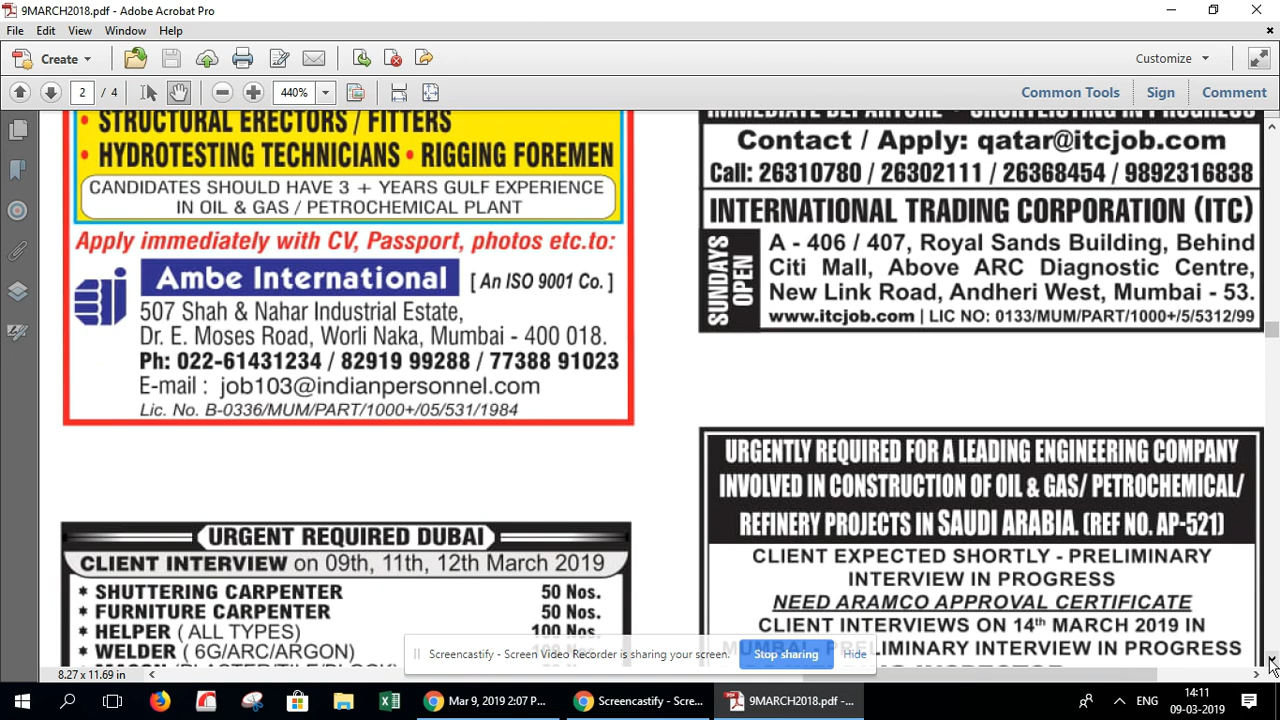 9MARCH2018.pdf - Adobe Acrobat Pro
File Edit View Window Help
Create
Customize
2 / 4
440%
Common Tools
Sign
Comment
• STRUCTURAL ERECTORS / FITTERS
• HYDROTESTING TECHNICIANS • RIGGING FOREMEN
CANDIDATES SHOULD HAVE 3 + YEARS GULF EXPERIENCE
IN OIL & GAS / PETROCHEMICAL PLANT
Apply immediately with CV, Passport, photos etc.to:
Ambe International [ An ISO 9001 Co. ]
507 Shah & Nahar Industrial Estate,
Dr. E. Moses Road, Worli Naka, Mumbai - 400 018.
Ph: 022-61431234 / 82919 99288 / 77388 91023
E-mail : job103@indianpersonnel.com
Lic. No. B-0336/MUM/PART/1000+/05/531/1984
URGENT REQUIRED DUBAI
CLIENT INTERVIEW on 09th, 11th, 12th March 2019
* SHUTTERING CARPENTER 50 Nos.
* FURNITURE CARPENTER 50 Nos.
* HELPER ( ALL TYPES) 100 Nos.
* WELDER ( 6G/ARC/ARGON)
IMMEDIATE DEPARTURE - SHORTLISTING IN PROGRESS
Contact / Apply: qatar@itcjob.com
Call: 26310780 / 26302111 / 26368454 / 9892316838
INTERNATIONAL TRADING CORPORATION (ITC)
SUNDAYS
OPEN
A - 406 / 407, Royal Sands Building, Behind
Citi Mall, Above ARC Diagnostic Centre,
New Link Road, Andheri West, Mumbai - 53.
www.itcjob.com | LIC NO: 0133/MUM/PART/1000+/5/5312/99
URGENTLY REQUIRED FOR A LEADING ENGINEERING COMPANY
INVOLVED IN CONSTRUCTION OF OIL & GAS/ PETROCHEMICAL/
REFINERY PROJECTS IN SAUDI ARABIA. (REF NO. AP-521)
CLIENT EXPECTED SHORTLY - PRELIMINARY
INTERVIEW IN PROGRESS
NEED ARAMCO APPROVAL CERTIFICATE
CLIENT INTERVIEWS ON 14th MARCH 2019 IN
MUMBAI - PRELIMINARY INTERVIEW IN PROGRESS
Screencastify - Screen Video Recorder is sharing your screen.
Stop sharing
Hide
8.27 x 11.69 in
Mar 9, 2019 2:07 P...
Screencastify - Scree...
9MARCH2018.pdf -...
ENG
14:11
09-03-2019